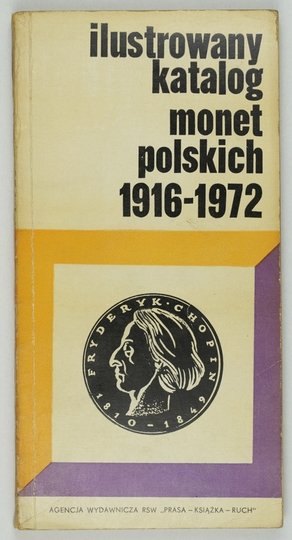 ilustrowany
katalog
monet
polskich
1916-1972
FRYDERYK·CHOPIN
1810-1849
AGENCJA WYDAWNICZA RSW „PRASA – KSIĄŻKA – RUCH"